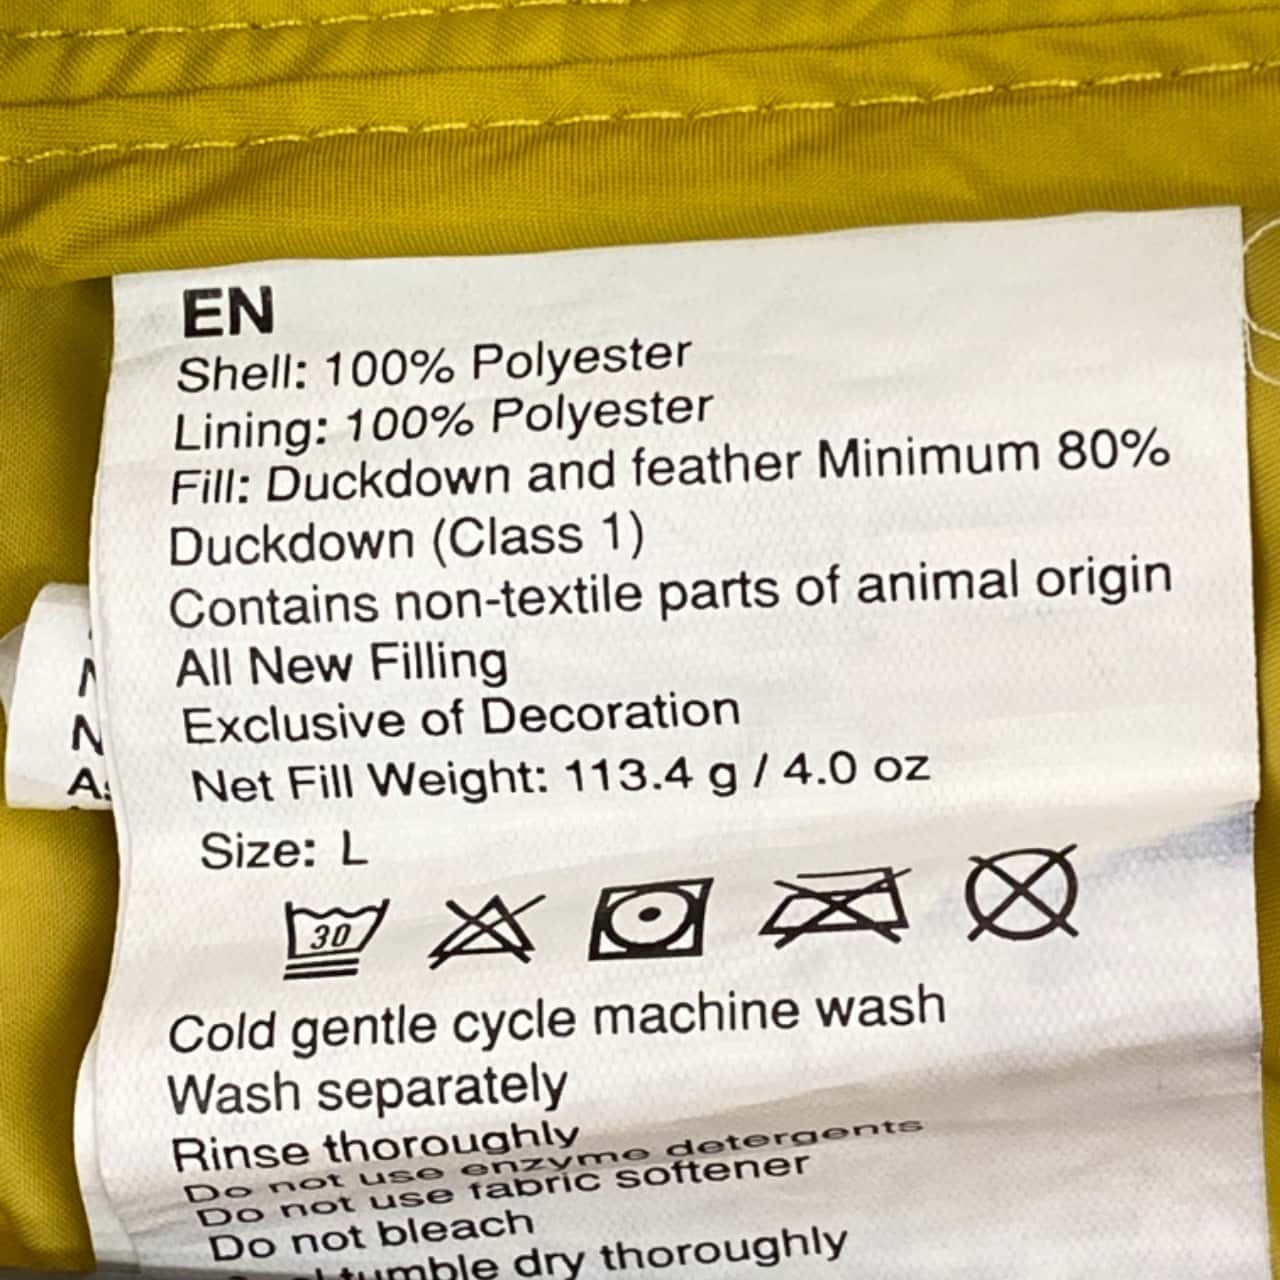 EN
Shell: 100% Polyester
Lining: 100% Polyester
Fill: Duckdown and feather Minimum 80%
Duckdown (Class 1)
Contains non-textile parts of animal origin
All New Filling
Exclusive of Decoration
Net Fill Weight: 113.4 g / 4.0 oz
Size: L
30
Cold gentle cycle machine wash
Wash separately
Rinse thoroughly
Do not use enzyme detergents
Do not use fabric softener
Do not bleach
tumble dry thoroughly